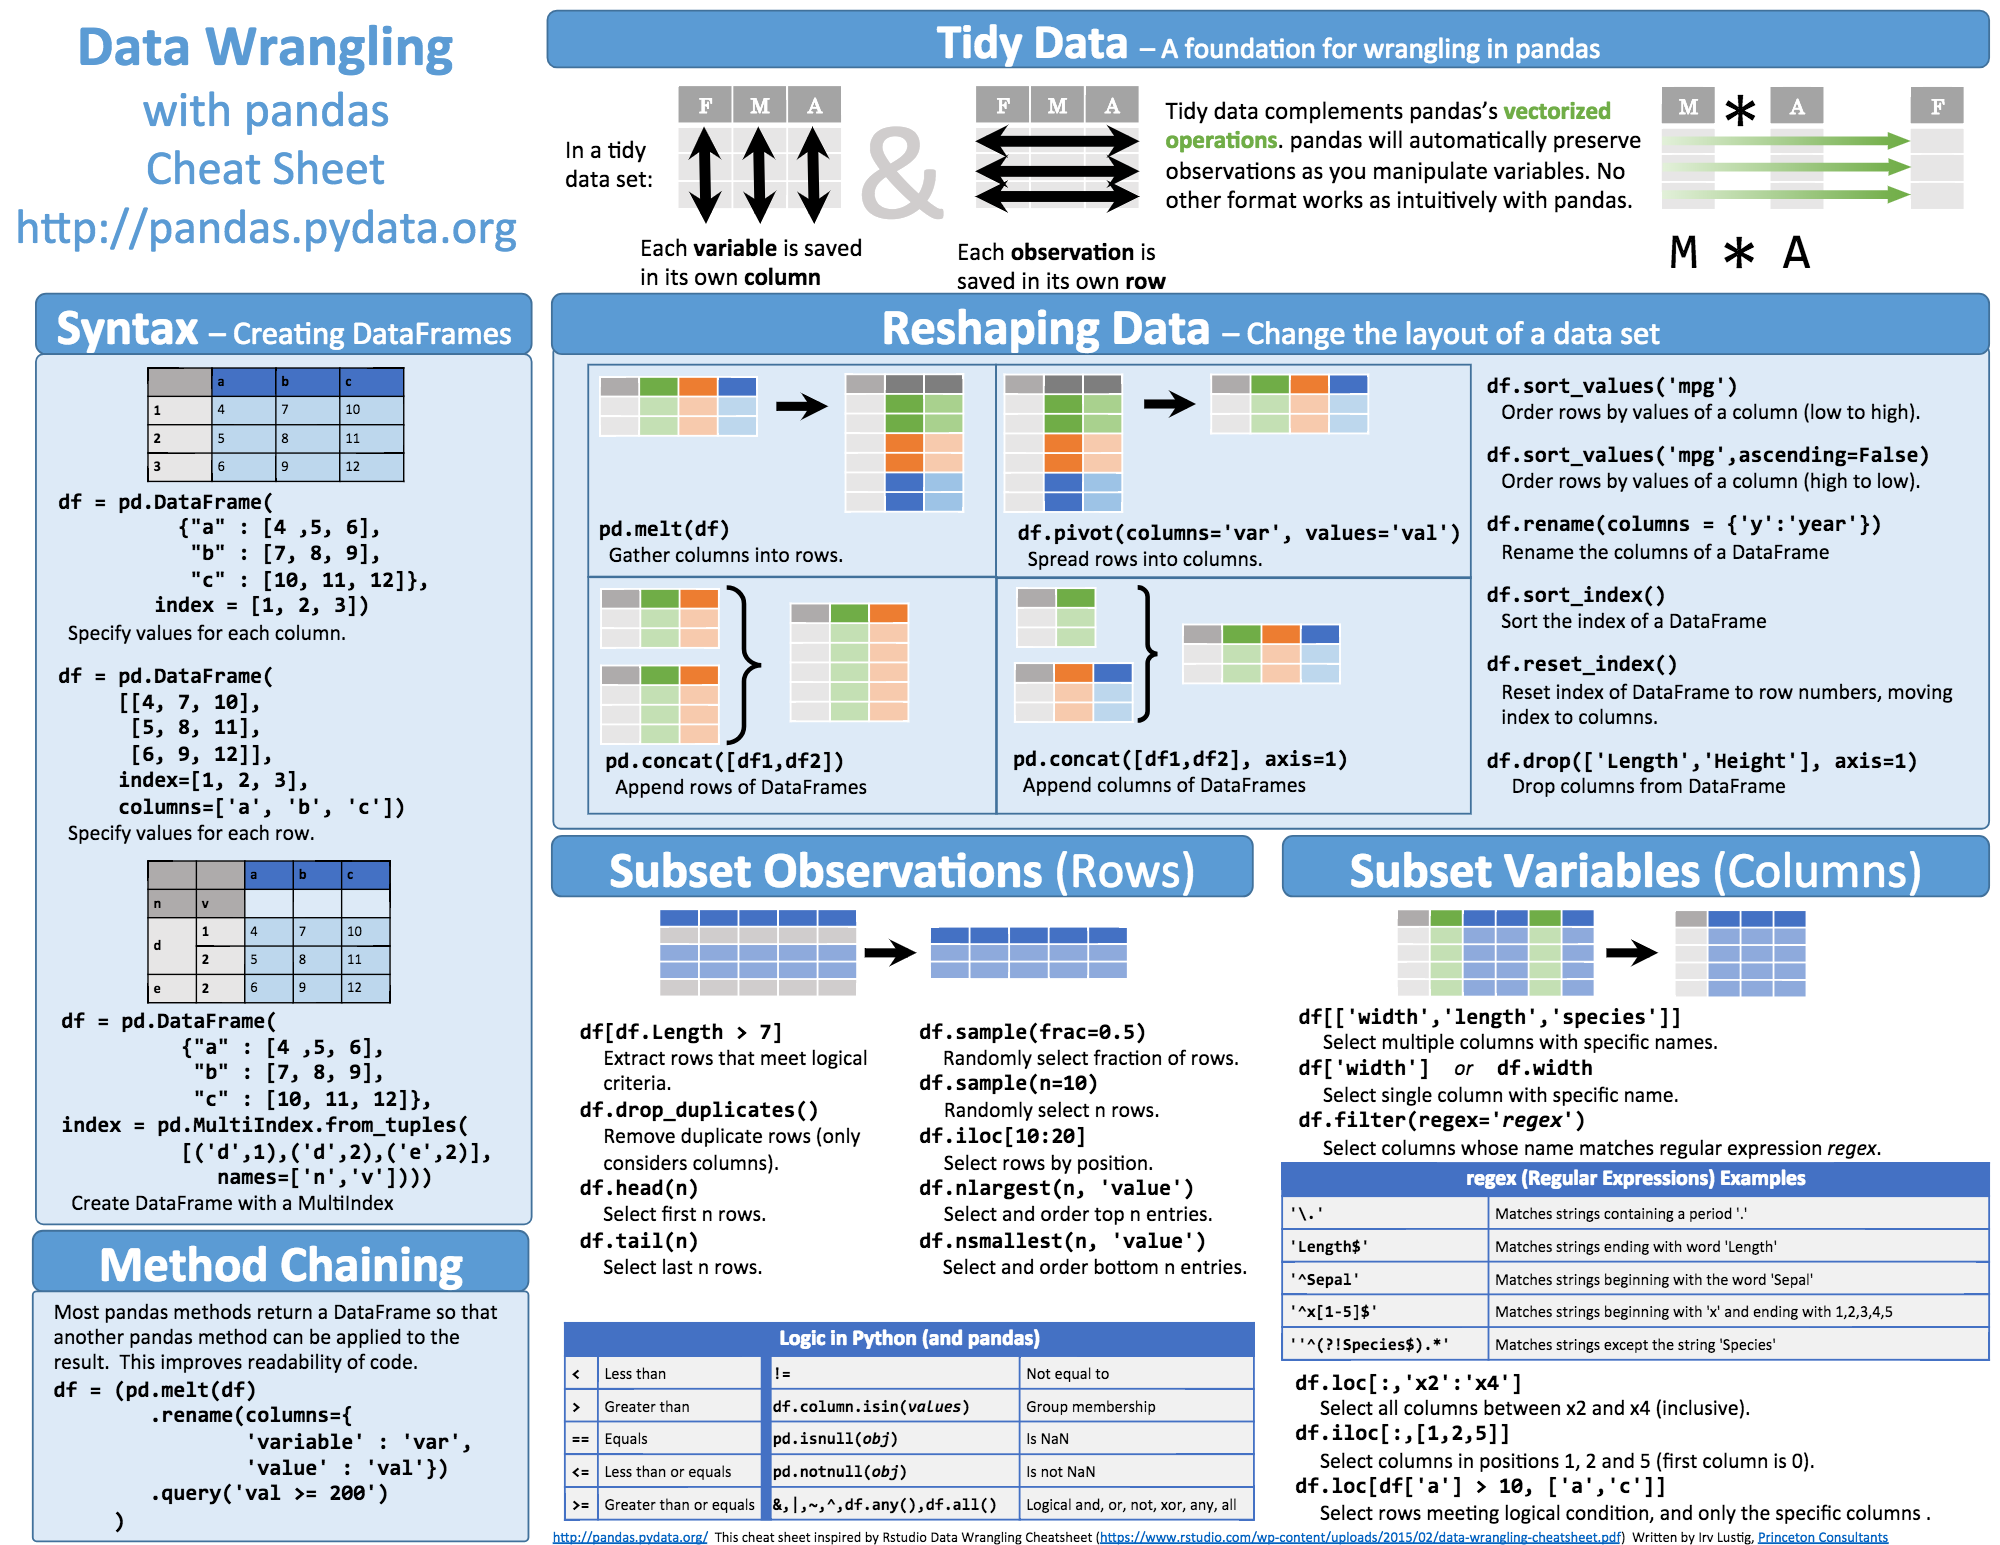 Data Wrangling
with pandas
Cheat Sheet
http://pandas.pydata.org
Tidy Data – A foundation for wrangling in pandas
In a tidy
data set:
F M A
Each variable is saved
in its own column
&
F M A
Each observation is
saved in its own row
Tidy data complements pandas’s vectorized
operations. pandas will automatically preserve
observations as you manipulate variables. No
other format works as intuitively with pandas.
M * A F
M * A
Syntax – Creating DataFrames
a b c
1 4 7 10
2 5 8 11
3 6 9 12
df = pd.DataFrame(
{"a" : [4 ,5, 6],
"b" : [7, 8, 9],
"c" : [10, 11, 12]},
index = [1, 2, 3])
Specify values for each column.
df = pd.DataFrame(
[[4, 7, 10],
[5, 8, 11],
[6, 9, 12]],
index=[1, 2, 3],
columns=['a', 'b', 'c'])
Specify values for each row.
a b c
n v
d 1 4 7 10
2 5 8 11
e 2 6 9 12
df = pd.DataFrame(
{"a" : [4 ,5, 6],
"b" : [7, 8, 9],
"c" : [10, 11, 12]},
index = pd.MultiIndex.from_tuples(
[('d',1),('d',2),('e',2)],
names=['n','v'])))
Create DataFrame with a MultiIndex
Method Chaining
Most pandas methods return a DataFrame so that
another pandas method can be applied to the
result. This improves readability of code.
df = (pd.melt(df)
.rename(columns={
'variable' : 'var',
'value' : 'val'})
.query('val >= 200')
)
Reshaping Data – Change the layout of a data set
pd.melt(df)
Gather columns into rows.
df.pivot(columns='var', values='val')
Spread rows into columns.
pd.concat([df1,df2])
Append rows of DataFrames
pd.concat([df1,df2], axis=1)
Append columns of DataFrames
df.sort_values('mpg')
Order rows by values of a column (low to high).
df.sort_values('mpg',ascending=False)
Order rows by values of a column (high to low).
df.rename(columns = {'y':'year'})
Rename the columns of a DataFrame
df.sort_index()
Sort the index of a DataFrame
df.reset_index()
Reset index of DataFrame to row numbers, moving
index to columns.
df.drop(['Length','Height'], axis=1)
Drop columns from DataFrame
Subset Observations (Rows)
df[df.Length > 7]
Extract rows that meet logical
criteria.
df.drop_duplicates()
Remove duplicate rows (only
considers columns).
df.head(n)
Select first n rows.
df.tail(n)
Select last n rows.
df.sample(frac=0.5)
Randomly select fraction of rows.
df.sample(n=10)
Randomly select n rows.
df.iloc[10:20]
Select rows by position.
df.nlargest(n, 'value')
Select and order top n entries.
df.nsmallest(n, 'value')
Select and order bottom n entries.
Logic in Python (and pandas)
< Less than != Not equal to
> Greater than df.column.isin(values) Group membership
== Equals pd.isnull(obj) Is NaN
<= Less than or equals pd.notnull(obj) Is not NaN
>= Greater than or equals &,|,~,^,df.any(),df.all() Logical and, or, not, xor, any, all
Subset Variables (Columns)
df[['width','length','species']]
Select multiple columns with specific names.
df['width'] or df.width
Select single column with specific name.
df.filter(regex='regex')
Select columns whose name matches regular expression regex.
regex (Regular Expressions) Examples
'\.' Matches strings containing a period '.'
'Length$' Matches strings ending with word 'Length'
'^Sepal' Matches strings beginning with the word 'Sepal'
'^x[1-5]$' Matches strings beginning with 'x' and ending with 1,2,3,4,5
''^(?!Species$).*' Matches strings except the string 'Species'
df.loc[:,'x2':'x4']
Select all columns between x2 and x4 (inclusive).
df.iloc[:,[1,2,5]]
Select columns in positions 1, 2 and 5 (first column is 0).
df.loc[df['a'] > 10, ['a','c']]
Select rows meeting logical condition, and only the specific columns .
http://pandas.pydata.org/ This cheat sheet inspired by Rstudio Data Wrangling Cheatsheet (https://www.rstudio.com/wp-content/uploads/2015/02/data-wrangling-cheatsheet.pdf) Written by Irv Lustig, Princeton Consultants